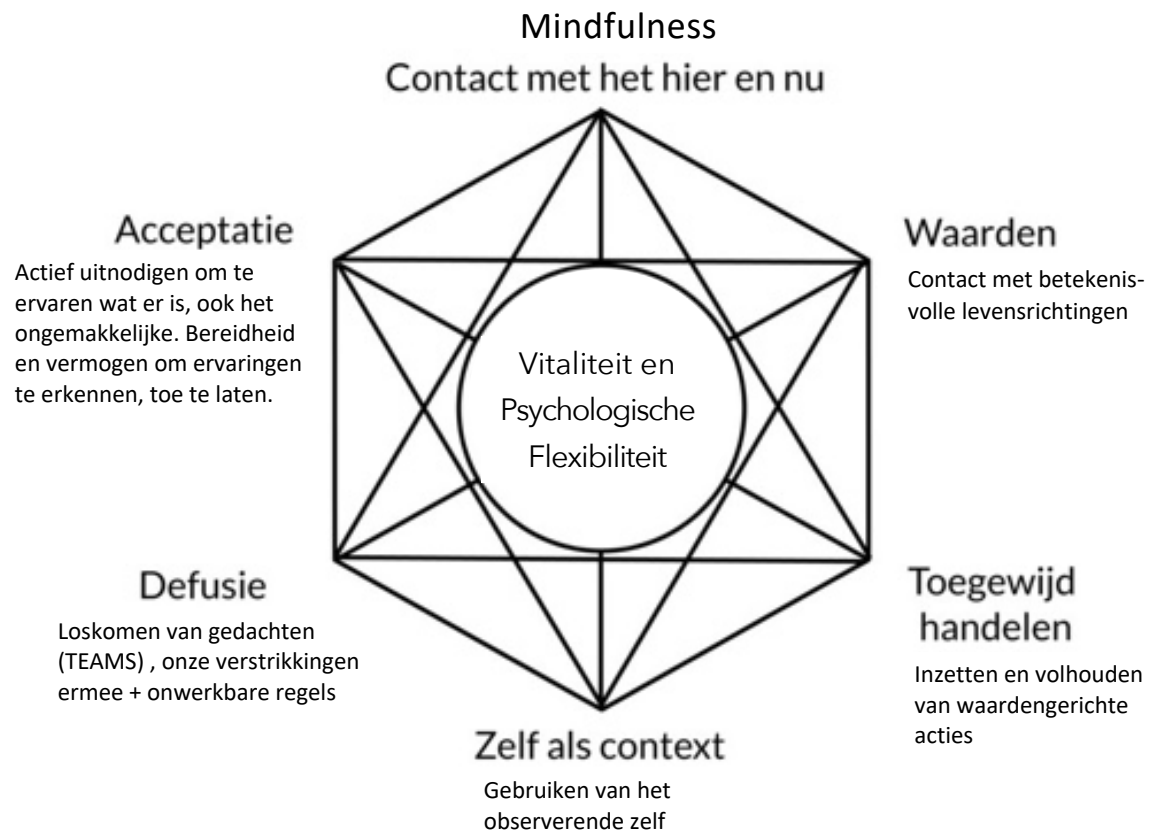 Mindfulness
Contact met het hier en nu
Acceptatie
Actief uitnodigen om te
ervaren wat er is, ook het
ongemakkelijke. Bereidheid
en vermogen om ervaringen
te erkennen, toe te laten.
Waarden
Contact met betekenis-
volle levensrichtingen
Vitaliteit en
Psychologische
Flexibiliteit
Defusie
Loskomen van gedachten
(TEAMS) , onze verstrikkingen
ermee + onwerkbare regels
Toegewijd
handelen
Inzetten en volhouden
van waardengerichte
acties
Zelf als context
Gebruiken van het
observerende zelf